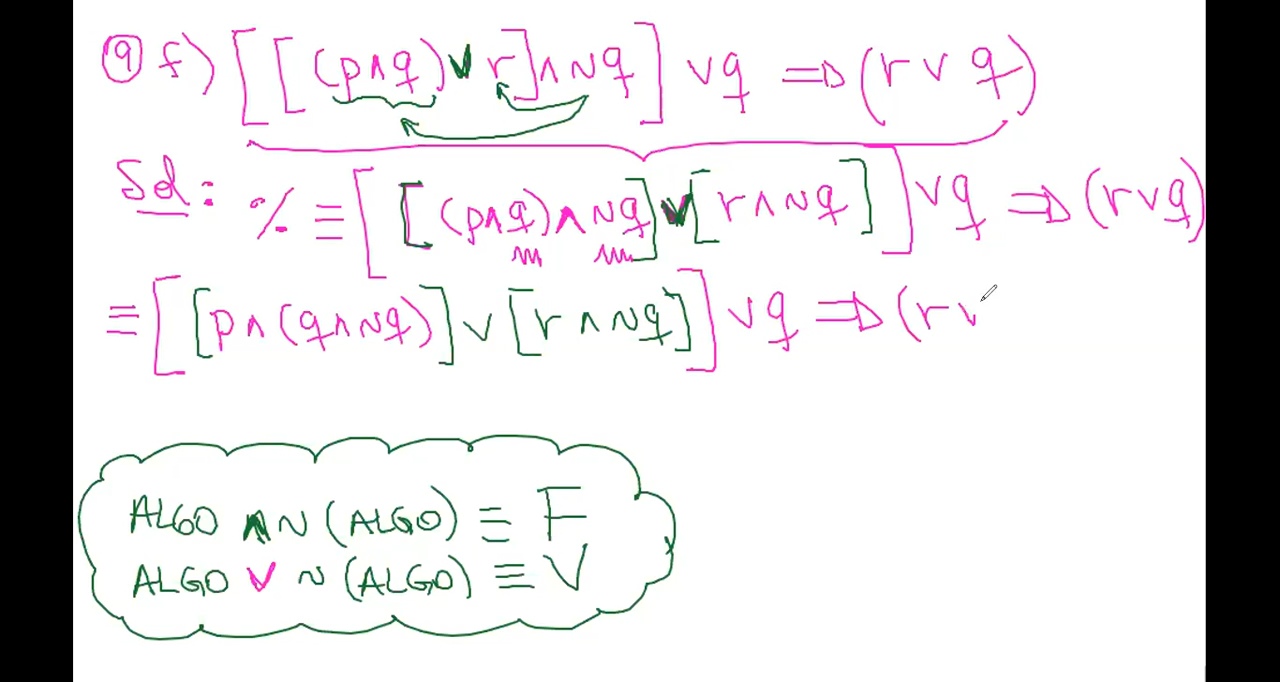 9 f) [[(p∧q)∨r]∧~q]∨q ⇒ (r∨q)
Sol: % ≡ [[(p∧q)∧~q]∨[r∧~q]]∨q ⇒ (r∨q)
≡ [[p∧(q∧~q)]∨[r∧~q]]∨q ⇒ (r∨
ALGO ∧ ~(ALGO) ≡ F
ALGO ∨ ~(ALGO) ≡ V